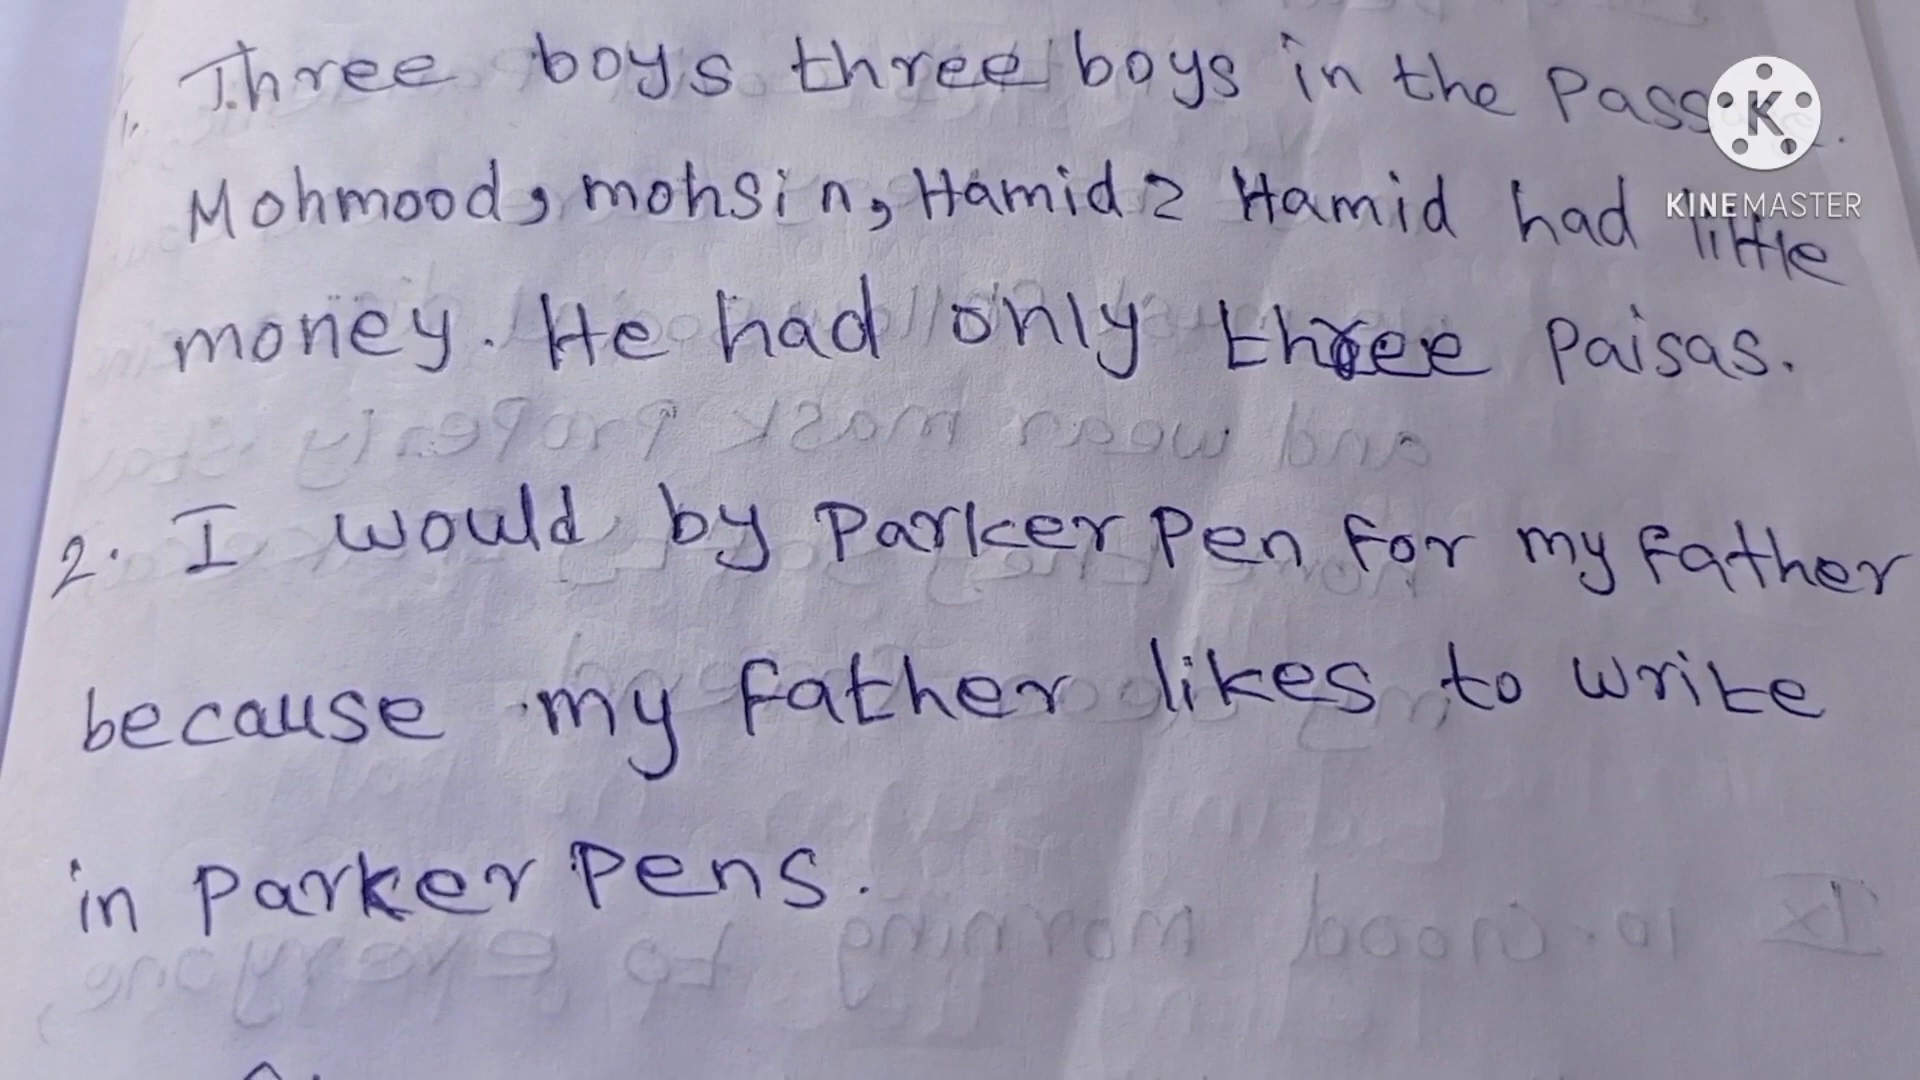 1. Three boys three boys in the
Mohmood, mohsin, Hamid 2 Hamid had little
money. He had only three Paisas.
2. I would by Parker Pen for my father
because my father likes to write
in Parker Pens.
K
KINEMASTER